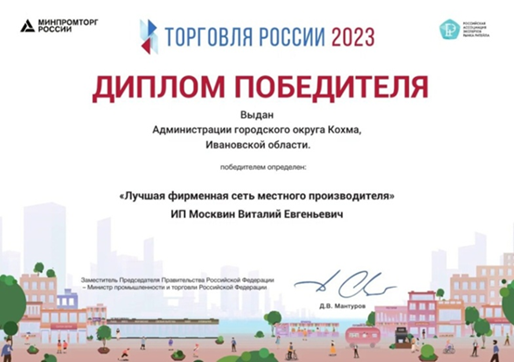 МИНПРОМТОРГ
РОССИИ
ТОРГОВЛЯ РОССИИ 2023
РОССИЙСКАЯ
АССОЦИАЦИЯ
ЭКСПЕРТОВ
РЫНКА РИТЕЙЛА
ДИПЛОМ ПОБЕДИТЕЛЯ
Выдан
Администрации городского округа Кохма,
Ивановской области.
победителем определен:
«Лучшая фирменная сеть местного производителя»
ИП Москвин Виталий Евгеньевич
Заместитель Председателя Правительства Российской Федерации
– Министр промышленности и торговли Российской Федерации
Д.В. Мантуров